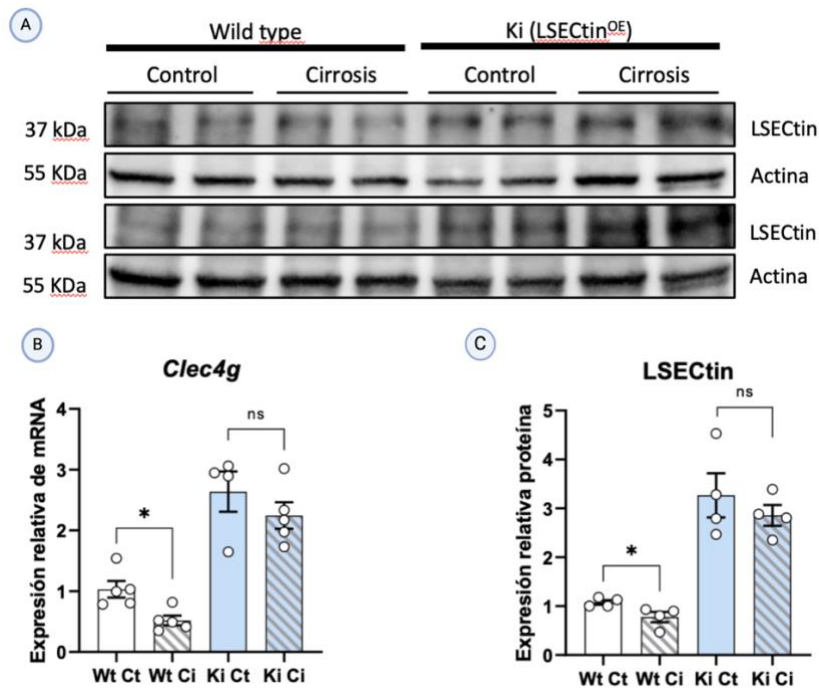 A
Wild type
Ki (LSECtinOE)
Control
Cirrosis
Control
Cirrosis
37 kDa
LSECtin
55 KDa
Actina
37 kDa
LSECtin
55 KDa
Actina
B
Clec4g
Expresión relativa de mRNA
4
3
2
1
0
*
ns
Wt Ct
Wt Ci
Ki Ct
Ki Ci
C
LSECtin
Expresión relativa proteína
5
4
3
2
1
0
*
ns
Wt Ct
Wt Ci
Ki Ct
Ki Ci